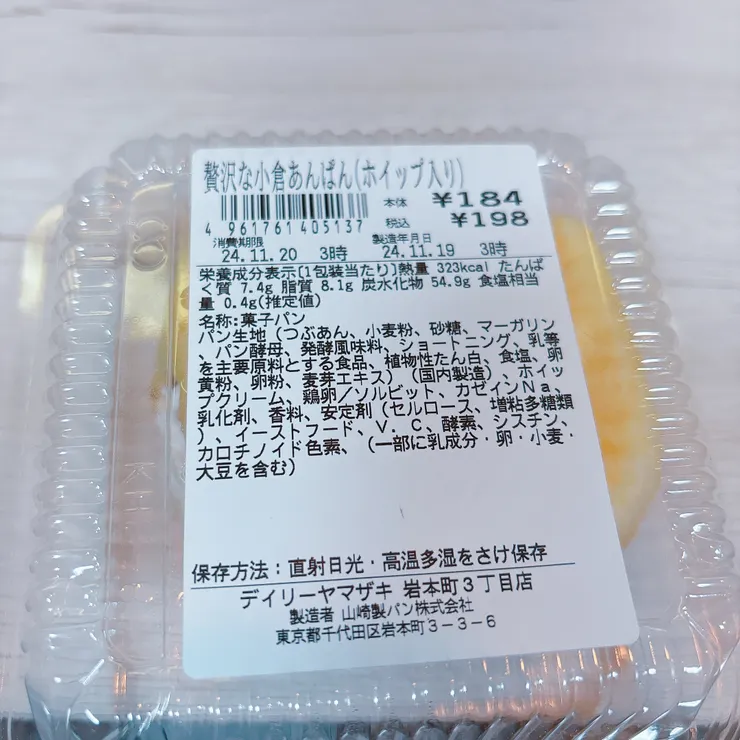 贅沢な小倉あんぱん(ホイップ入り)
本体 ¥184
4 961761 405137 税込 ¥198
消費期限 製造年月日
24.11.20 3時 24.11.19 3時
栄養成分表示[1包装当たり]熱量 323kcal たんぱ
く質 7.4g 脂質 8.1g 炭水化物 54.9g 食塩相当
量 0.4g(推定値)
名称:菓子パン
パン生地(つぶあん、小麦粉、砂糖、マーガリン
、パン酵母、発酵風味料、ショートニング、乳等
を主要原料とする食品、植物性たん白、食塩、卵
黄粉、卵粉、麦芽エキス)(国内製造)、ホイッ
プクリーム、鶏卵/ソルビット、カゼインNa、
乳化剤、香料、安定剤(セルロース、増粘多糖類
)、イーストフード、V.C、酵素、シスチン、
カロチノイド色素、(一部に乳成分・卵・小麦・
大豆を含む)
保存方法:直射日光・高温多湿をさけ保存
デイリーヤマザキ 岩本町3丁目店
製造者 山崎製パン株式会社
東京都千代田区岩本町3-3-6